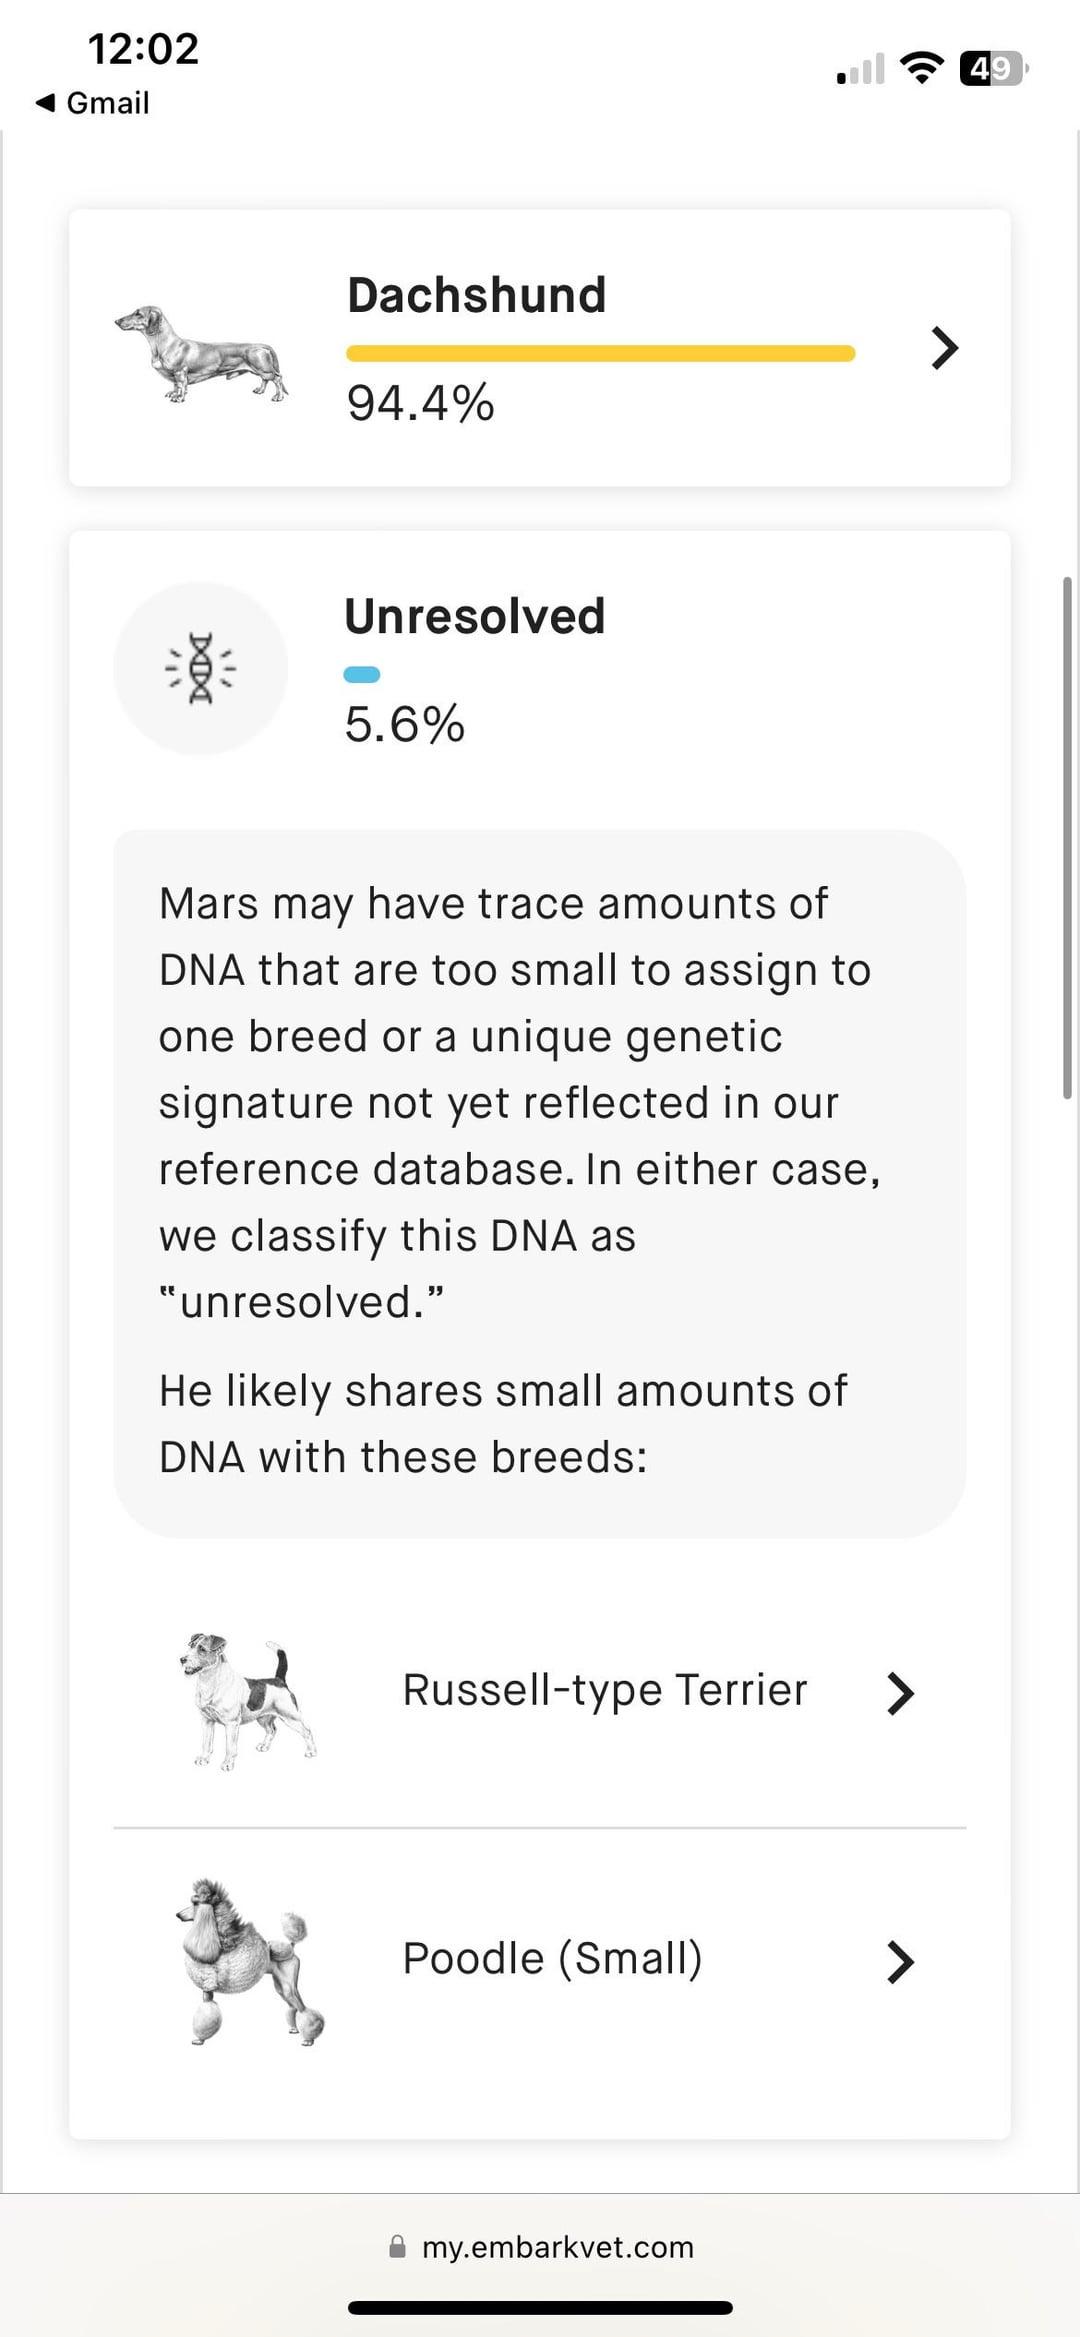 12:02
49
◀ Gmail
Dachshund
94.4%
Unresolved
5.6%
Mars may have trace amounts of
DNA that are too small to assign to
one breed or a unique genetic
signature not yet reflected in our
reference database. In either case,
we classify this DNA as
“unresolved.”
He likely shares small amounts of
DNA with these breeds:
Russell-type Terrier
Poodle (Small)
my.embarkvet.com